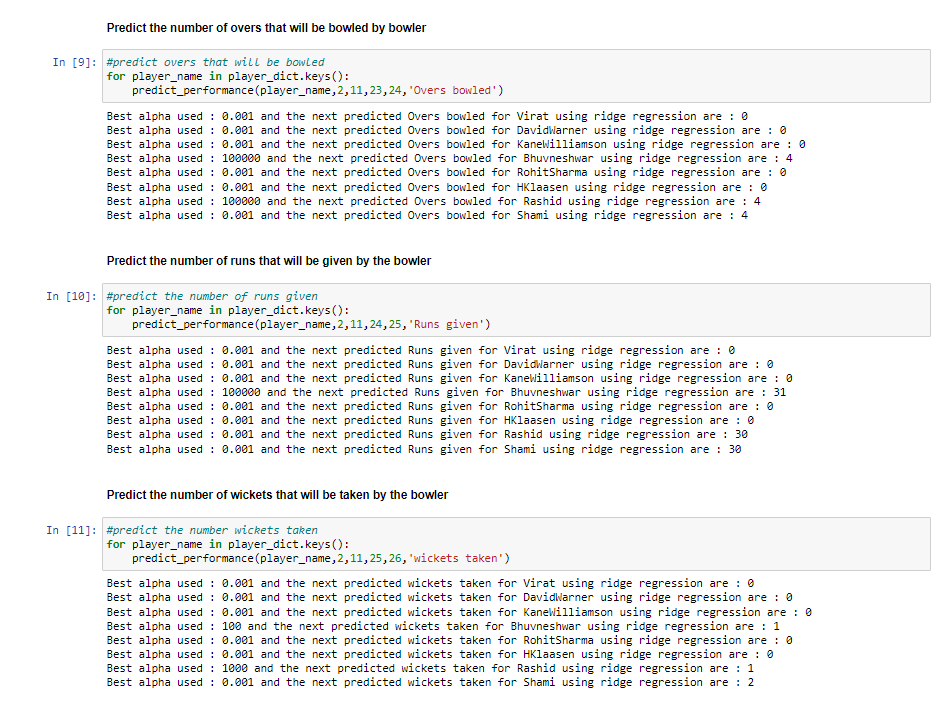 Predict the number of overs that will be bowled by bowler
In [9]: #predict overs that will be bowled
for player_name in player_dict.keys():
    predict_performance(player_name,2,11,23,24,'Overs bowled')
Best alpha used : 0.001 and the next predicted Overs bowled for Virat using ridge regression are : 0
Best alpha used : 0.001 and the next predicted Overs bowled for DavidWarner using ridge regression are : 0
Best alpha used : 0.001 and the next predicted Overs bowled for KaneWilliamson using ridge regression are : 0
Best alpha used : 100000 and the next predicted Overs bowled for Bhuvneshwar using ridge regression are : 4
Best alpha used : 0.001 and the next predicted Overs bowled for RohitSharma using ridge regression are : 0
Best alpha used : 0.001 and the next predicted Overs bowled for HKlaasen using ridge regression are : 0
Best alpha used : 100000 and the next predicted Overs bowled for Rashid using ridge regression are : 4
Best alpha used : 0.001 and the next predicted Overs bowled for Shami using ridge regression are : 4
Predict the number of runs that will be given by the bowler
In [10]: #predict the number of runs given
for player_name in player_dict.keys():
    predict_performance(player_name,2,11,24,25,'Runs given')
Best alpha used : 0.001 and the next predicted Runs given for Virat using ridge regression are : 0
Best alpha used : 0.001 and the next predicted Runs given for DavidWarner using ridge regression are : 0
Best alpha used : 0.001 and the next predicted Runs given for KaneWilliamson using ridge regression are : 0
Best alpha used : 100000 and the next predicted Runs given for Bhuvneshwar using ridge regression are : 31
Best alpha used : 0.001 and the next predicted Runs given for RohitSharma using ridge regression are : 0
Best alpha used : 0.001 and the next predicted Runs given for HKlaasen using ridge regression are : 0
Best alpha used : 0.001 and the next predicted Runs given for Rashid using ridge regression are : 30
Best alpha used : 0.001 and the next predicted Runs given for Shami using ridge regression are : 30
Predict the number of wickets that will be taken by the bowler
In [11]: #predict the number wickets taken
for player_name in player_dict.keys():
    predict_performance(player_name,2,11,25,26,'wickets taken')
Best alpha used : 0.001 and the next predicted wickets taken for Virat using ridge regression are : 0
Best alpha used : 0.001 and the next predicted wickets taken for DavidWarner using ridge regression are : 0
Best alpha used : 0.001 and the next predicted wickets taken for KaneWilliamson using ridge regression are : 0
Best alpha used : 100 and the next predicted wickets taken for Bhuvneshwar using ridge regression are : 1
Best alpha used : 0.001 and the next predicted wickets taken for RohitSharma using ridge regression are : 0
Best alpha used : 0.001 and the next predicted wickets taken for HKlaasen using ridge regression are : 0
Best alpha used : 1000 and the next predicted wickets taken for Rashid using ridge regression are : 1
Best alpha used : 0.001 and the next predicted wickets taken for Shami using ridge regression are : 2